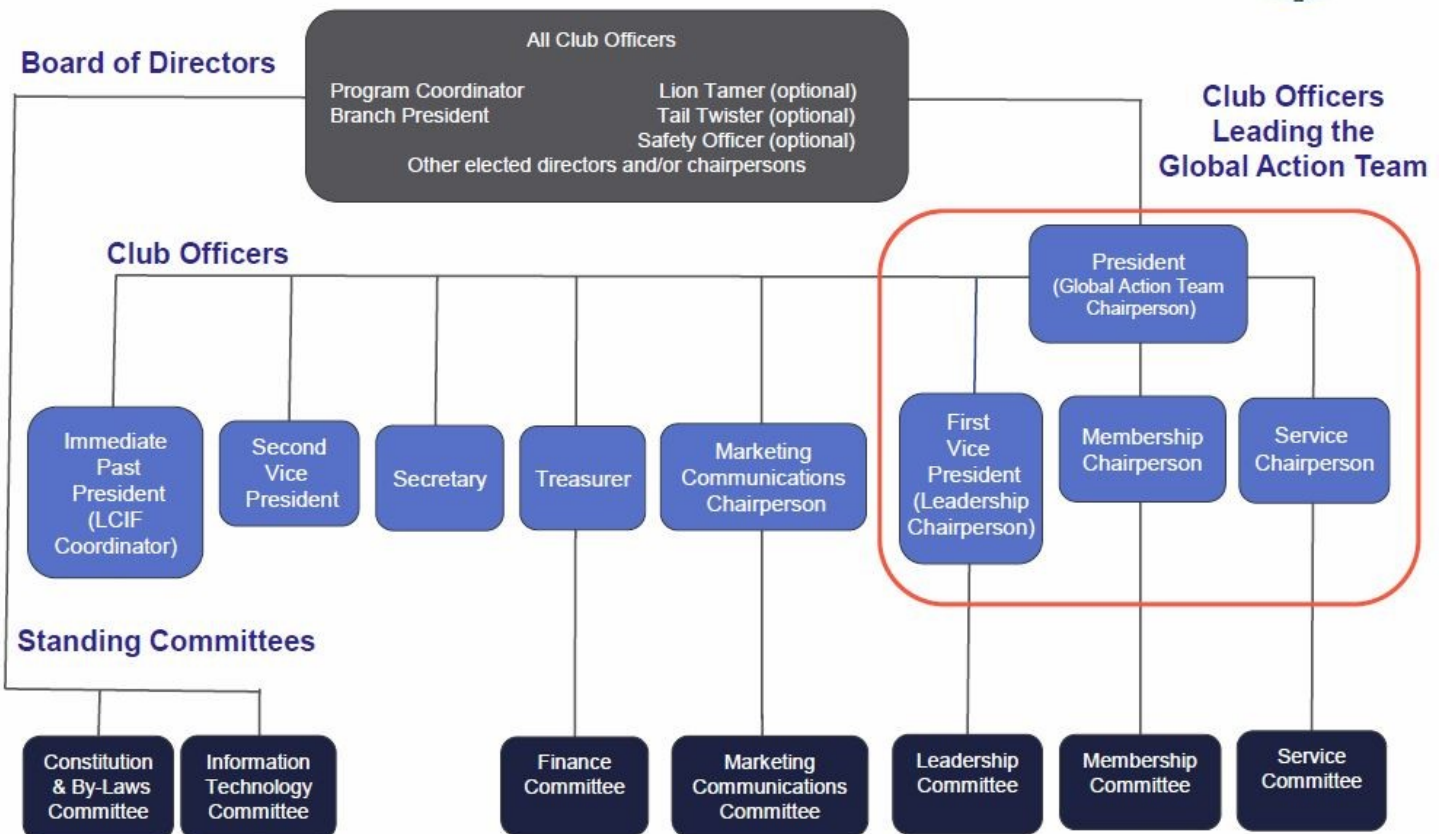 All Club Officers
Board of Directors
Program Coordinator
Lion Tamer (optional)
Branch President
Tail Twister (optional)
Safety Officer (optional)
Other elected directors and/or chairpersons
Club Officers
Leading the
Global Action Team
Club Officers
President
(Global Action Team
Chairperson)
Immediate
Past
President
(LCIF
Coordinator)
Second
Vice
President
Secretary
Treasurer
Marketing
Communications
Chairperson
First
Vice
President
(Leadership
Chairperson)
Membership
Chairperson
Service
Chairperson
Standing Committees
Constitution
& By-Laws
Committee
Information
Technology
Committee
Finance
Committee
Marketing
Communications
Committee
Leadership
Committee
Membership
Committee
Service
Committee